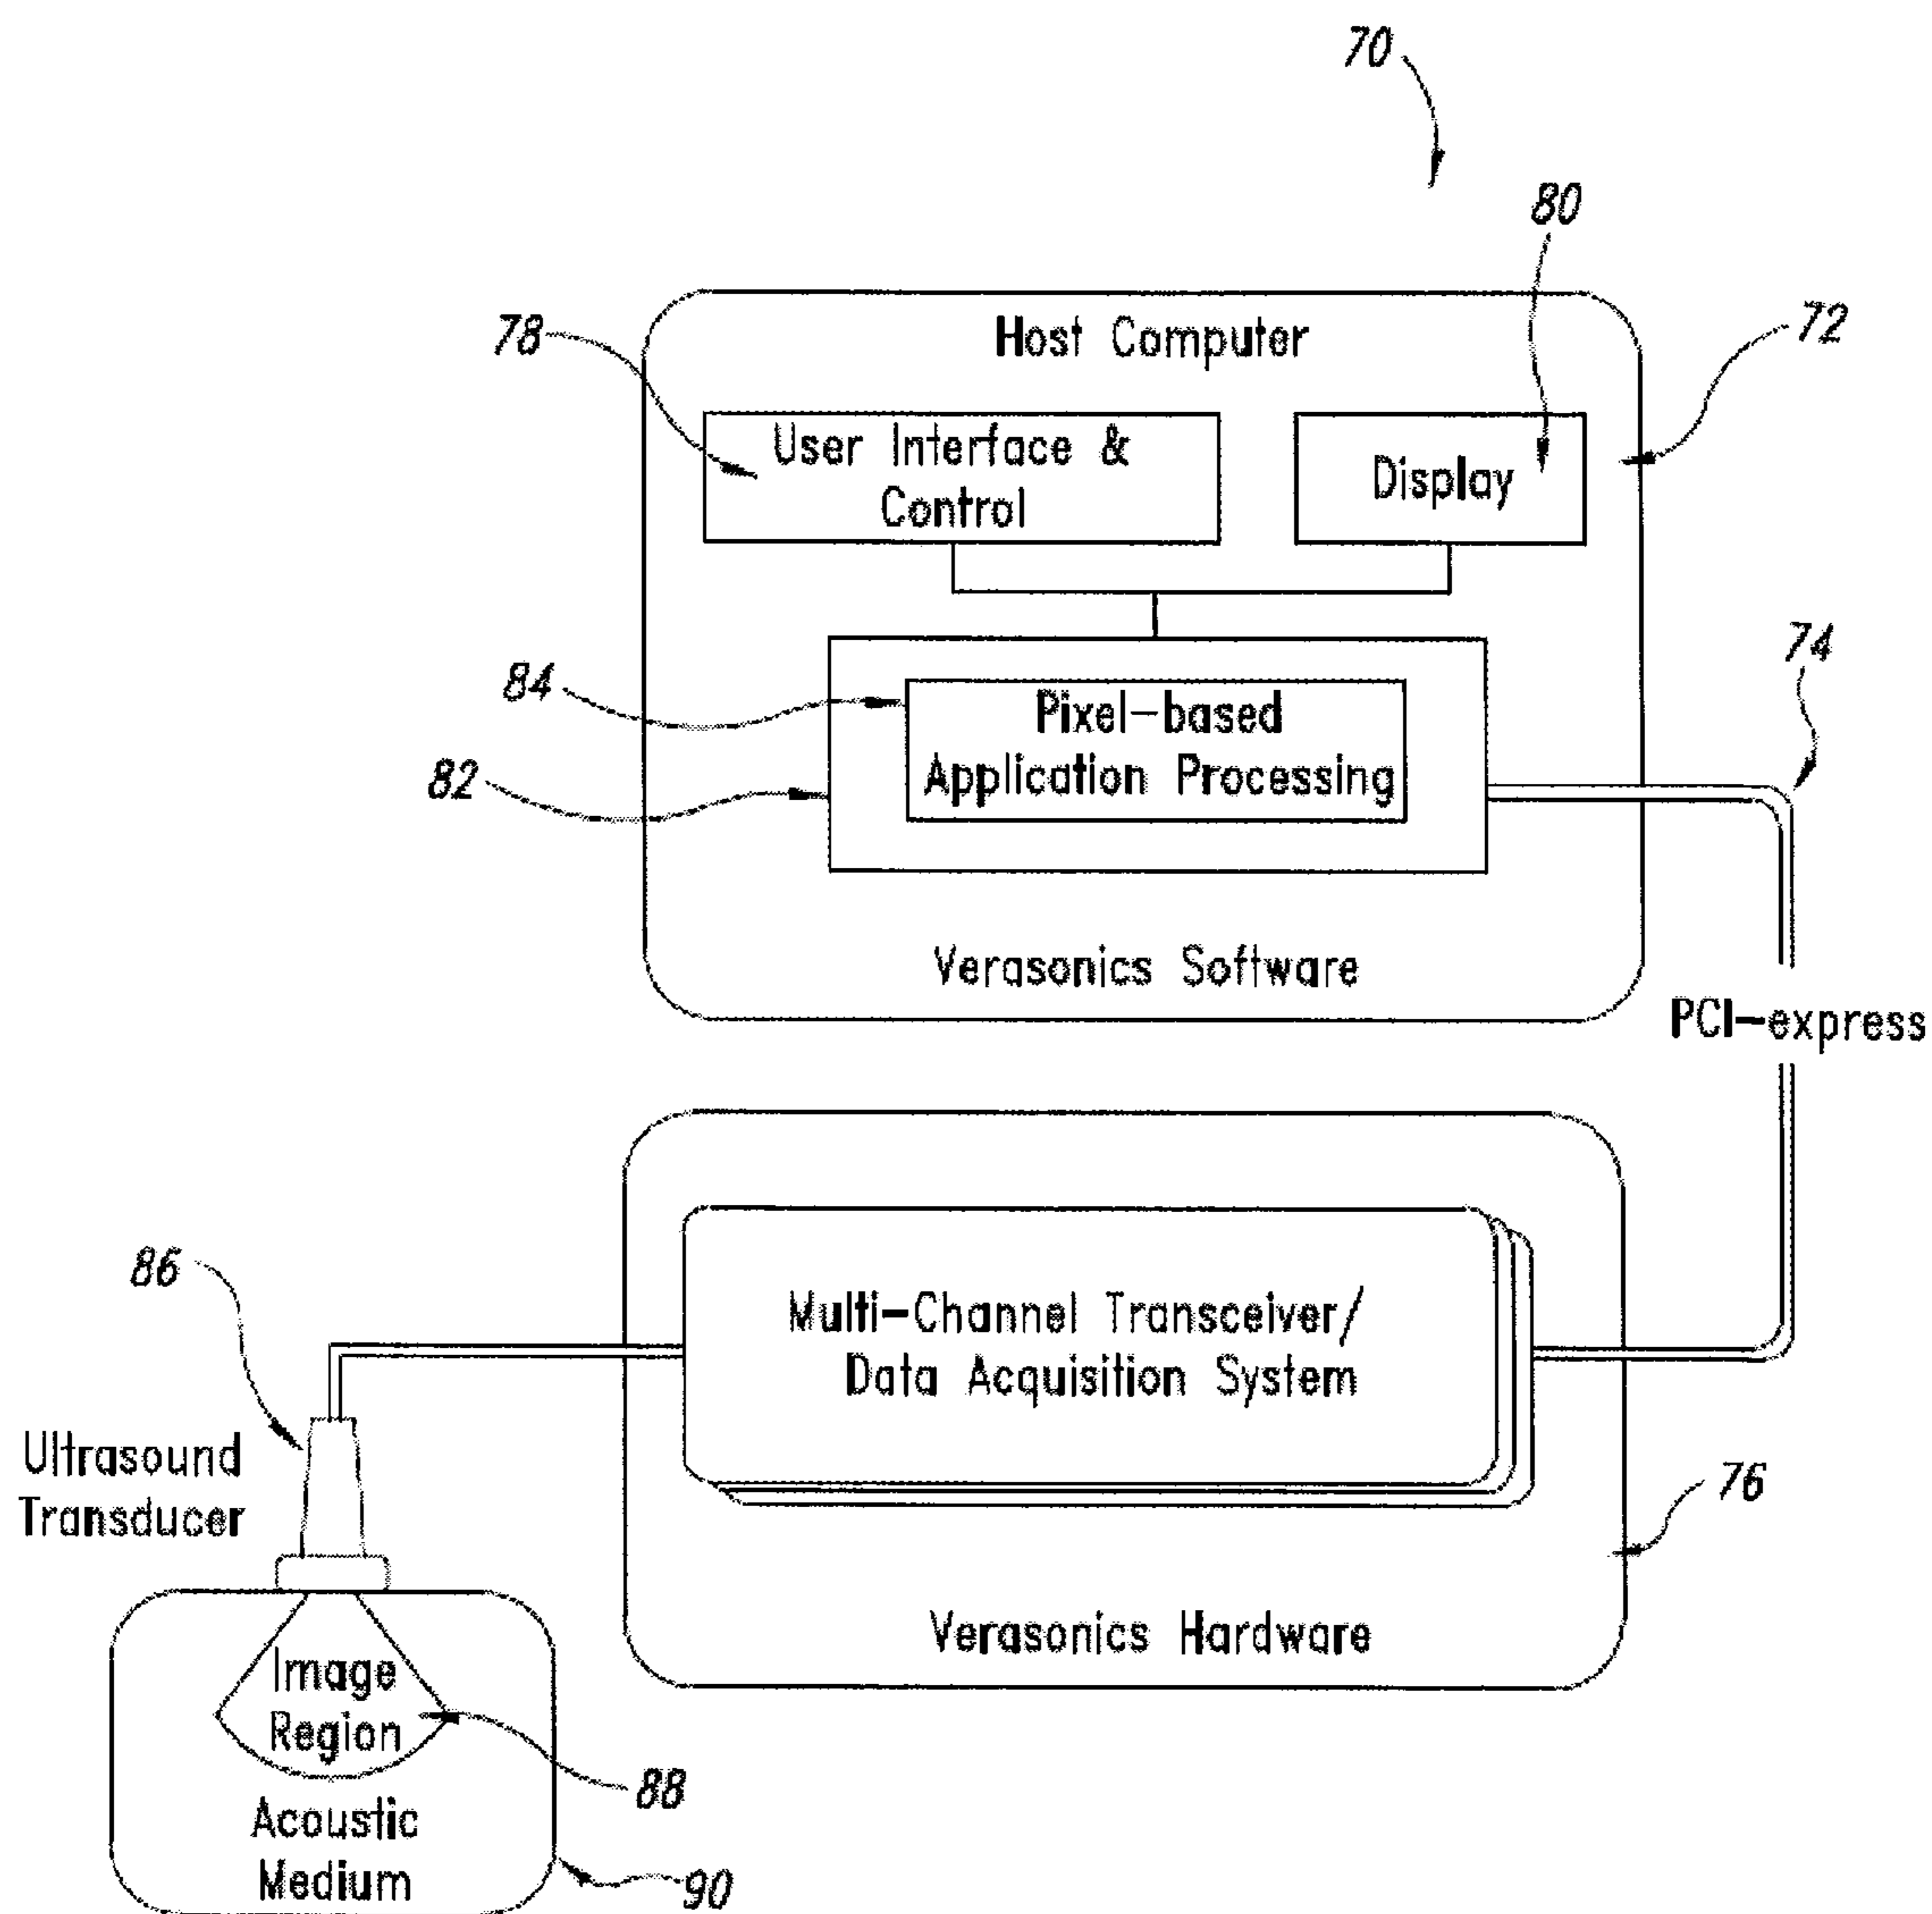 70
80
78
Host Computer
72
User Interface &
Control
Display
74
84
Pixel-based
Application Processing
82
Verasonics Software
PCI-express
86
Multi-Channel Transceiver/
Data Acquisition System
Ultrasound
Transducer
76
Verasonics Hardware
Image
Region
88
Acoustic
Medium
90